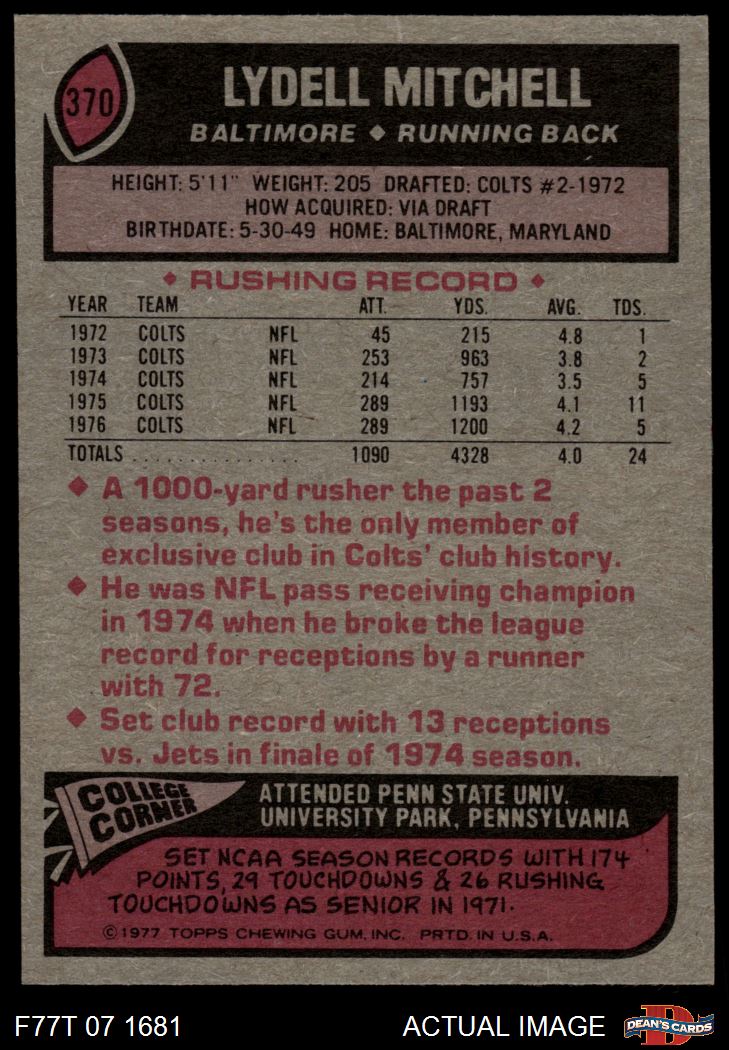 370
LYDELL MITCHELL
BALTIMORE ◆ RUNNING BACK
HEIGHT: 5'11" WEIGHT: 205 DRAFTED: COLTS #2-1972
HOW ACQUIRED: VIA DRAFT
BIRTHDATE: 5-30-49 HOME: BALTIMORE, MARYLAND
◆ RUSHING RECORD ◆
YEAR TEAM ATT. YDS. AVG. TDS.
1972 COLTS NFL 45 215 4.8 1
1973 COLTS NFL 253 963 3.8 2
1974 COLTS NFL 214 757 3.5 5
1975 COLTS NFL 289 1193 4.1 11
1976 COLTS NFL 289 1200 4.2 5
TOTALS . . . . . . . . . . . . . . . 1090 4328 4.0 24
◆ A 1000-yard rusher the past 2
seasons, he's the only member of
exclusive club in Colts' club history.
◆ He was NFL pass receiving champion
in 1974 when he broke the league
record for receptions by a runner
with 72.
◆ Set club record with 13 receptions
vs. Jets in finale of 1974 season.
COLLEGE
CORNER
ATTENDED PENN STATE UNIV.
UNIVERSITY PARK, PENNSYLVANIA
SET NCAA SEASON RECORDS WITH 174
POINTS, 29 TOUCHDOWNS & 26 RUSHING
TOUCHDOWNS AS SENIOR IN 1971.
©1977 TOPPS CHEWING GUM, INC. PRTD. IN U.S.A.
F77T 07 1681 ACTUAL IMAGE
D
DEAN'S CARDS